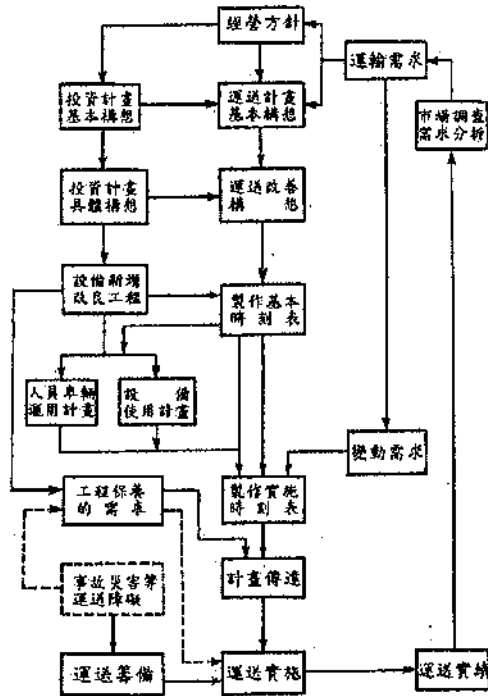 經營方針
運輸需求
投資計畫
基本構想
運送計畫
基本構想
市場調查
需求分析
投資計畫
具體構想
運送改善
構想
設備新增
改良工程
製作基本
時刻表
人員車輛
運用計畫
設備
使用計畫
變動需求
工程保養
的需求
製作實施
時刻表
計畫傳達
事故災害等
運送障礙
運送籌備
運送實施
運送實績